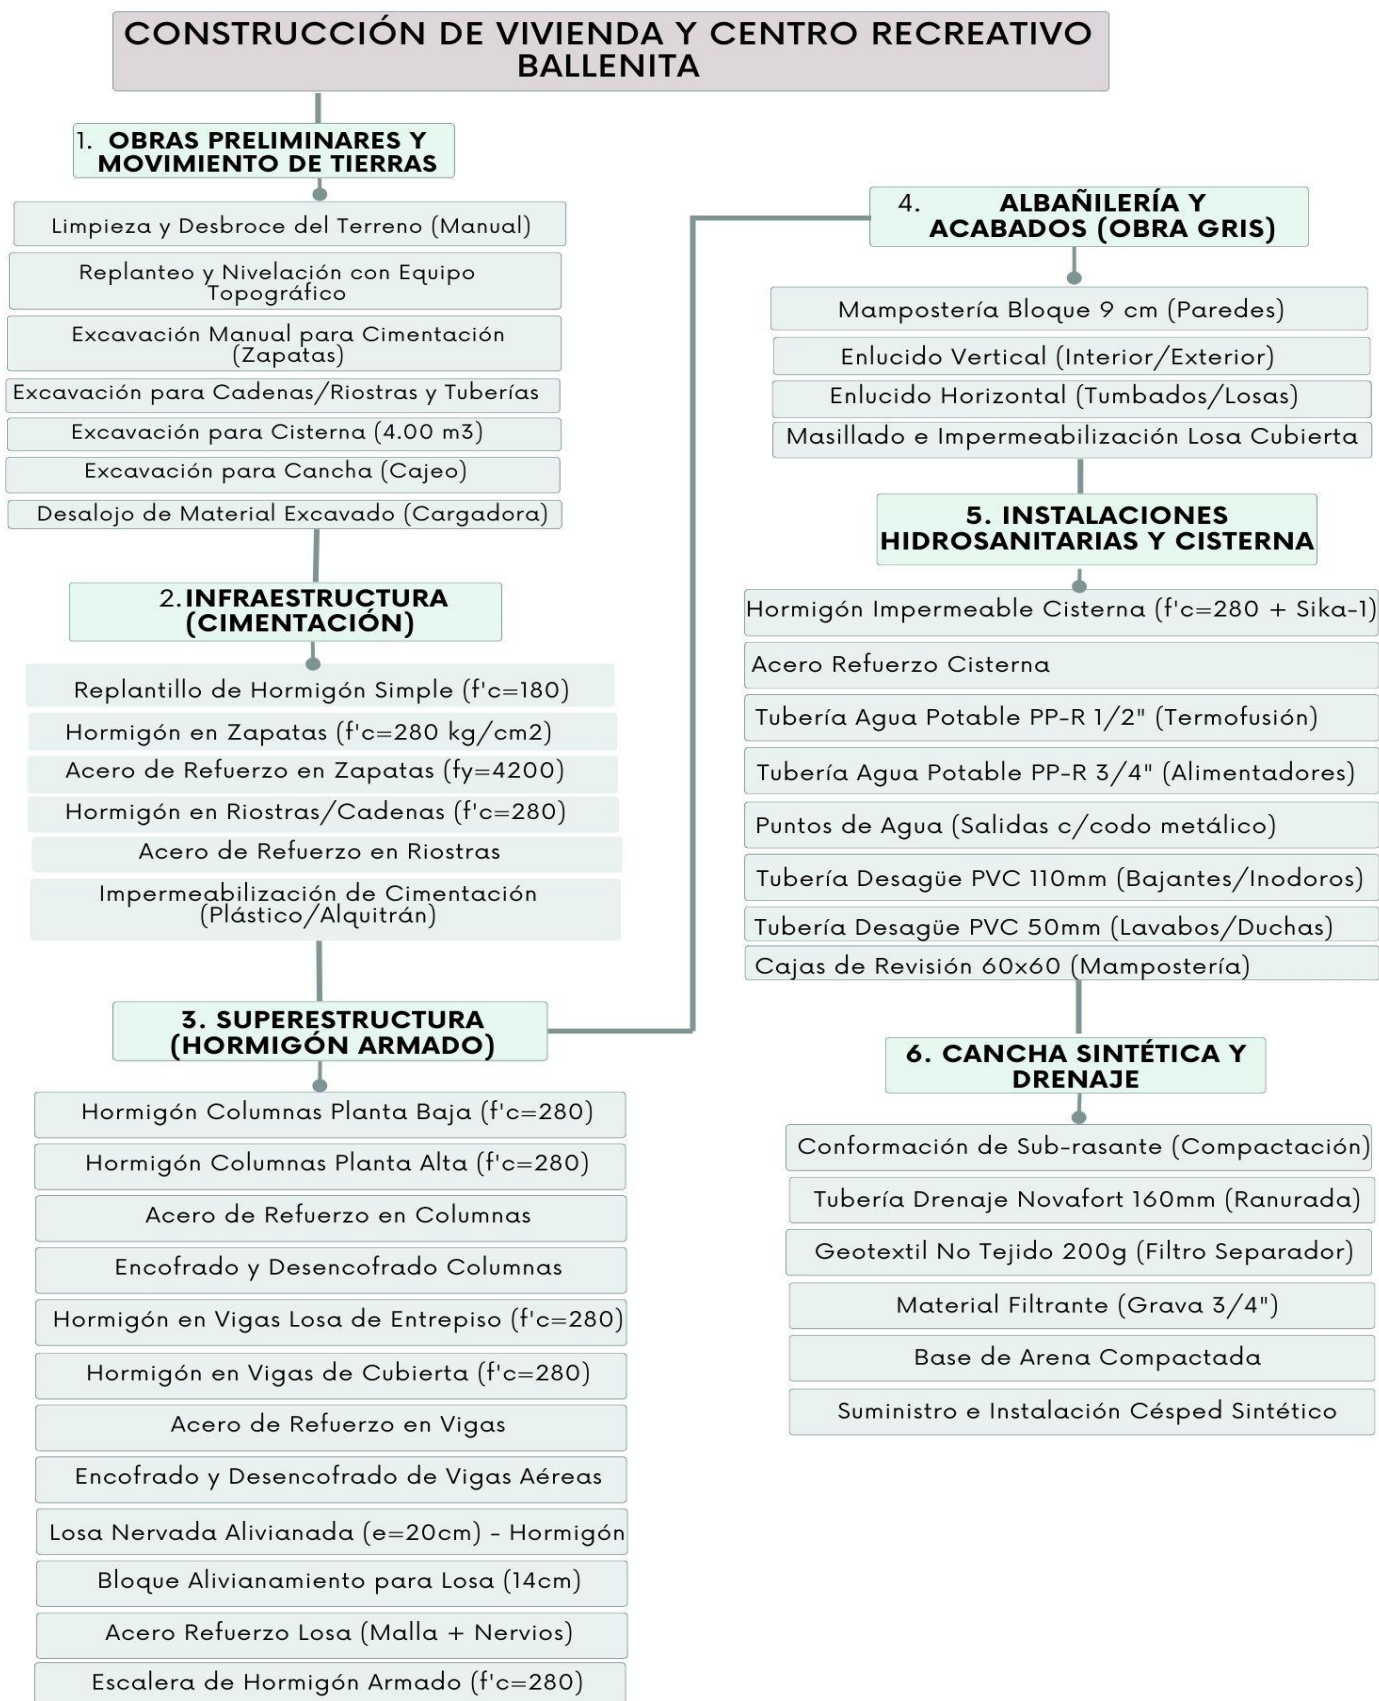 CONSTRUCCIÓN DE VIVIENDA Y CENTRO RECREATIVO
BALLENITA
1. OBRAS PRELIMINARES Y
MOVIMIENTO DE TIERRAS
Limpieza y Desbroce del Terreno (Manual)
Replanteo y Nivelación con Equipo
Topográfico
Excavación Manual para Cimentación
(Zapatas)
Excavación para Cadenas/Riostras y Tuberías
Excavación para Cisterna (4.00 m3)
Excavación para Cancha (Cajeo)
Desalojo de Material Excavado (Cargadora)
2. INFRAESTRUCTURA
(CIMENTACIÓN)
Replantillo de Hormigón Simple (f'c=180)
Hormigón en Zapatas (f'c=280 kg/cm2)
Acero de Refuerzo en Zapatas (fy=4200)
Hormigón en Riostras/Cadenas (f'c=280)
Acero de Refuerzo en Riostras
Impermeabilización de Cimentación
(Plástico/Alquitrán)
3. SUPERESTRUCTURA
(HORMIGÓN ARMADO)
Hormigón Columnas Planta Baja (f'c=280)
Hormigón Columnas Planta Alta (f'c=280)
Acero de Refuerzo en Columnas
Encofrado y Desencofrado Columnas
Hormigón en Vigas Losa de Entrepiso (f'c=280)
Hormigón en Vigas de Cubierta (f'c=280)
Acero de Refuerzo en Vigas
Encofrado y Desencofrado de Vigas Aéreas
Losa Nervada Alivianada (e=20cm) - Hormigón
Bloque Alivianamiento para Losa (14cm)
Acero Refuerzo Losa (Malla + Nervios)
Escalera de Hormigón Armado (f'c=280)
4. ALBAÑILERÍA Y
ACABADOS (OBRA GRIS)
Mampostería Bloque 9 cm (Paredes)
Enlucido Vertical (Interior/Exterior)
Enlucido Horizontal (Tumbados/Losas)
Masillado e Impermeabilización Losa Cubierta
5. INSTALACIONES
HIDROSANITARIAS Y CISTERNA
Hormigón Impermeable Cisterna (f'c=280 + Sika-1)
Acero Refuerzo Cisterna
Tubería Agua Potable PP-R 1/2" (Termofusión)
Tubería Agua Potable PP-R 3/4" (Alimentadores)
Puntos de Agua (Salidas c/codo metálico)
Tubería Desagüe PVC 110mm (Bajantes/Inodoros)
Tubería Desagüe PVC 50mm (Lavabos/Duchas)
Cajas de Revisión 60x60 (Mampostería)
6. CANCHA SINTÉTICA Y
DRENAJE
Conformación de Sub-rasante (Compactación)
Tubería Drenaje Novafort 160mm (Ranurada)
Geotextil No Tejido 200g (Filtro Separador)
Material Filtrante (Grava 3/4")
Base de Arena Compactada
Suministro e Instalación Césped Sintético